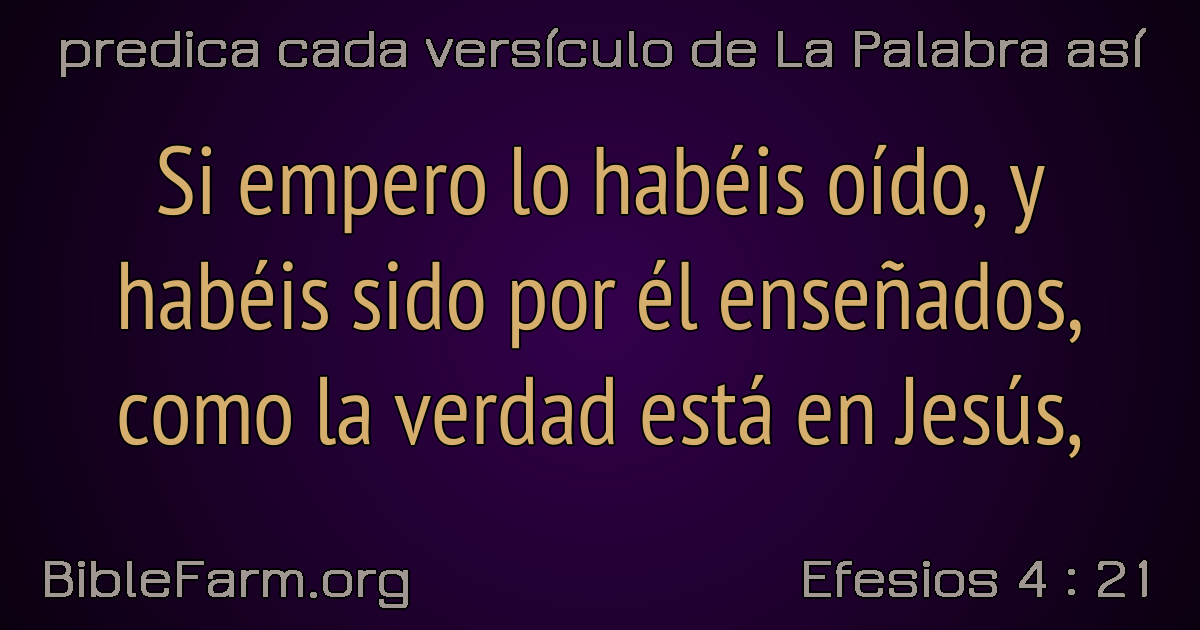 predica cada versículo de La Palabra así
Si empero lo habéis oído, y
habéis sido por él enseñados,
como la verdad está en Jesús,
BibleFarm.org
Efesios 4 : 21